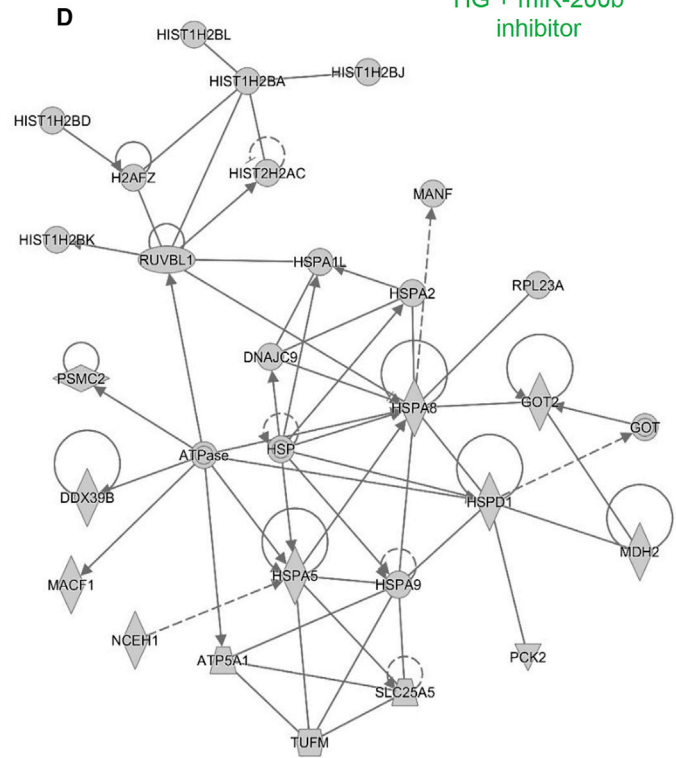 D
HG + miR-200b
inhibitor
HIST1H2BL
HIST1H2BA
HIST1H2BJ
HIST1H2BD
H2AFZ
HIST2H2AC
MANF
HIST1H2BK
RUVBL1
HSPA1L
HSPA2
RPL23A
DNAJC9
PSMC2
HSPA8
GOT2
GOT
ATPase
HSP
DDX39B
HSPD1
MDH2
MACF1
HSPA5
HSPA9
NCEH1
ATP5A1
PCK2
SLC25A5
TUFM